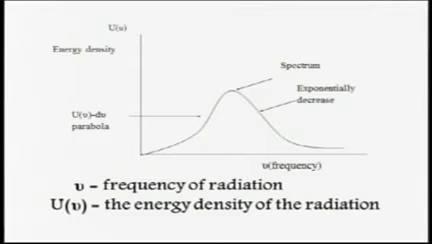 U(υ)
Energy density
Spectrum
Exponentially
decrease
U(υ)-dυ
parabola
υ(frequency)
υ – frequency of radiation
U(υ) – the energy density of the radiation